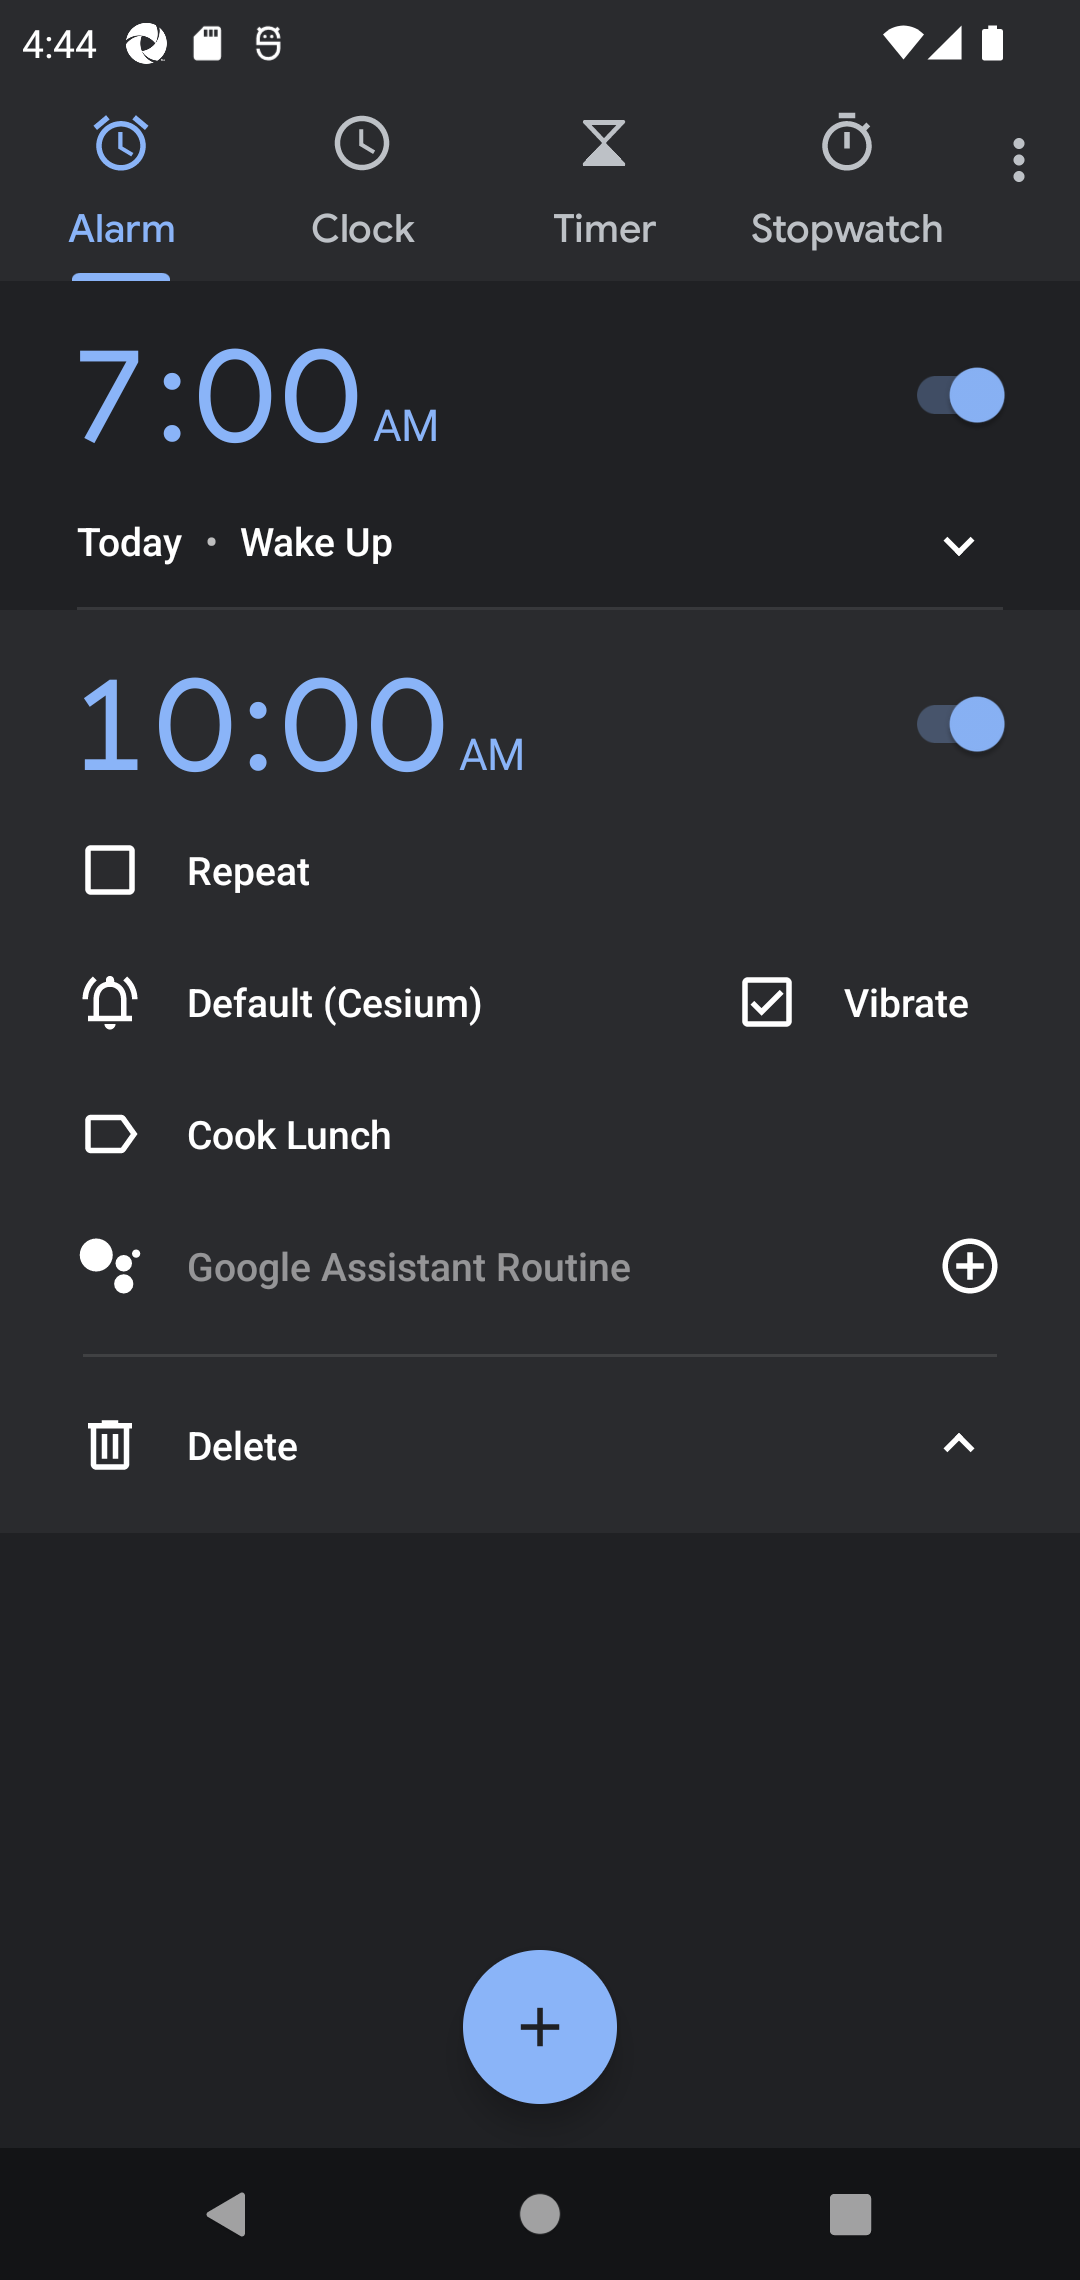 4:44
Alarm
Clock
Timer
Stopwatch
7:00 AM
Today • Wake Up
10:00 AM
Repeat
Default (Cesium)
Vibrate
Cook Lunch
Google Assistant Routine
Delete